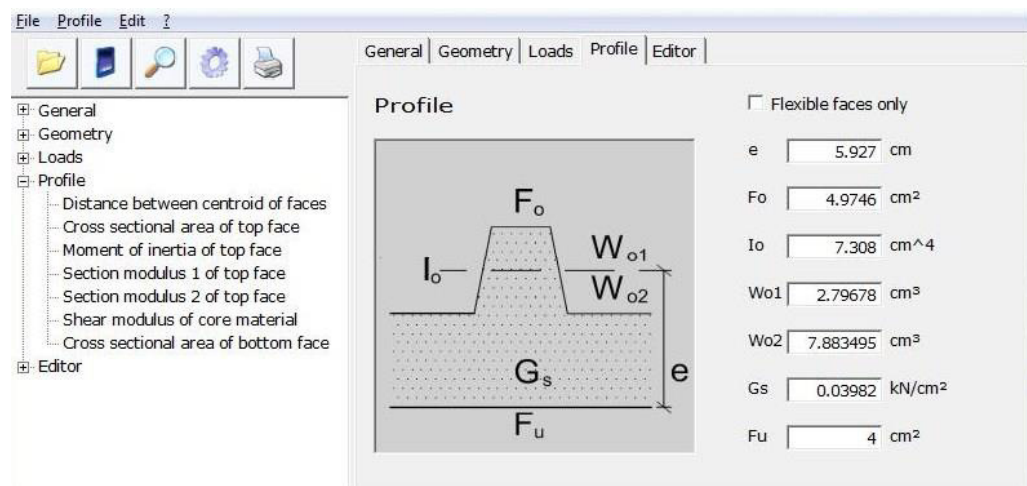 File Profile Edit ?
General Geometry Loads Profile Editor
General
Geometry
Loads
Profile
Distance between centroid of faces
Cross sectional area of top face
Moment of inertia of top face
Section modulus 1 of top face
Section modulus 2 of top face
Shear modulus of core material
Cross sectional area of bottom face
Editor
Profile
Fo
Io
Wo1
Wo2
Gs
e
Fu
Flexible faces only
e 5.927 cm
Fo 4.9746 cm²
Io 7.308 cm^4
Wo1 2.79678 cm³
Wo2 7.883495 cm³
Gs 0.03982 kN/cm²
Fu 4 cm²